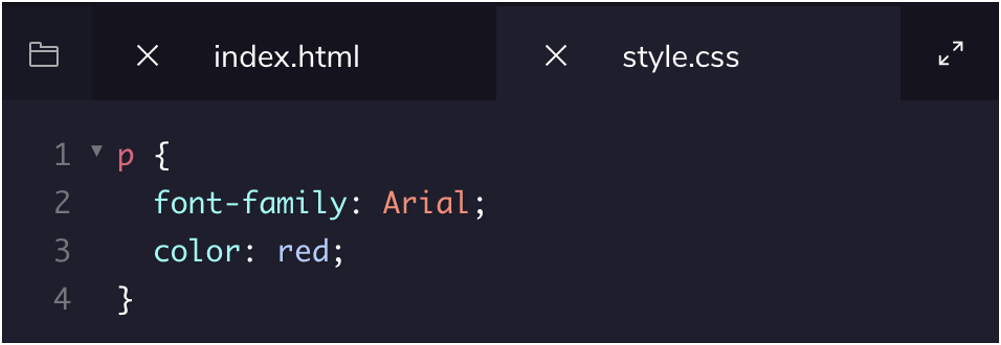 index.html style.css
1 p {
2 font-family: Arial;
3 color: red;
4 }